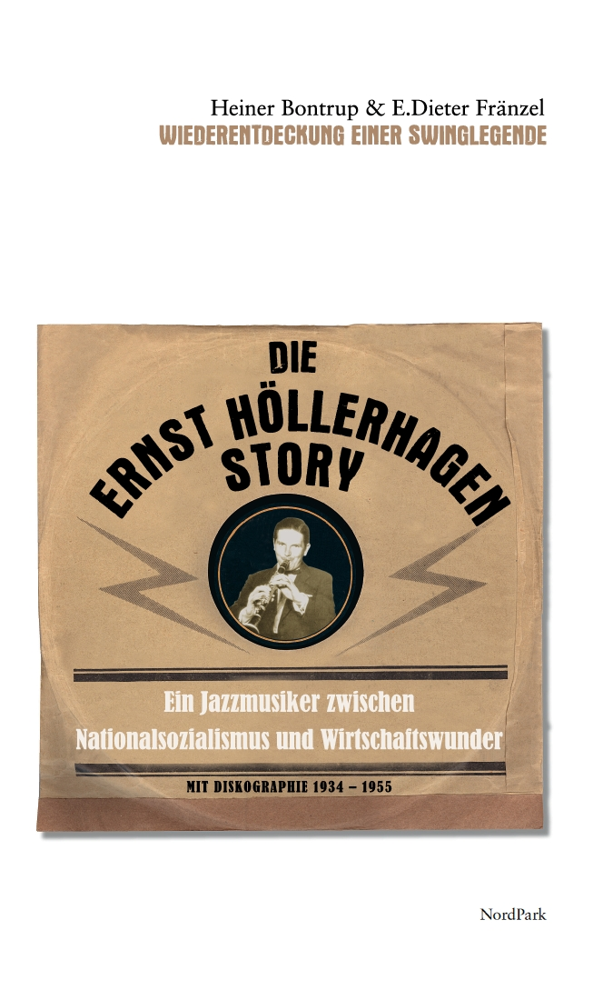 Heiner Bontrup & E.Dieter Fränzel
WIEDERENTDECKUNG EINER SWINGLEGENDE
DIE
ERNST HÖLLERHAGEN
STORY
Ein Jazzmusiker zwischen
Nationalsozialismus und Wirtschaftswunder
MIT DISKOGRAPHIE 1934 – 1955
NordPark